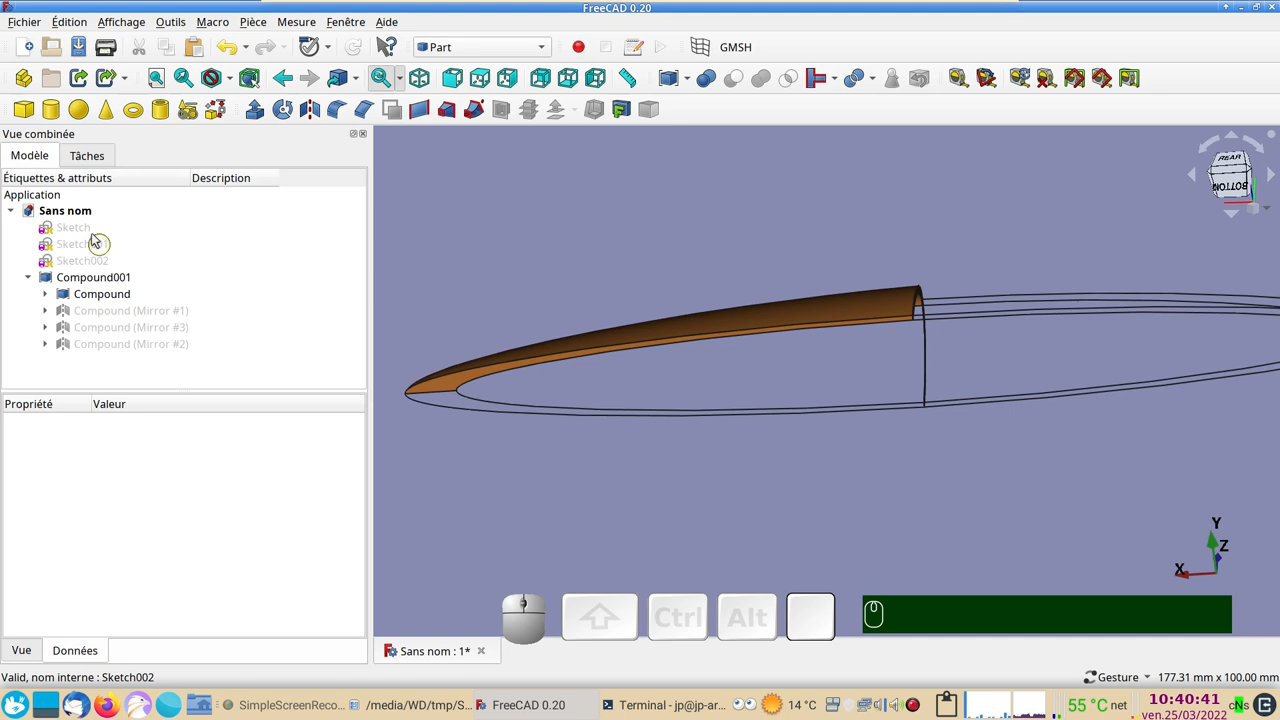 FreeCAD 0.20
Fichier Édition Affichage Outils Macro Pièce Mesure Fenêtre Aide
Part
GMSH
Vue combinée
Modèle Tâches
Étiquettes & attributs Description
Application
Sans nom
Sketch
Sketch002
Compound001
Compound
Compound (Mirror #1)
Compound (Mirror #3)
Compound (Mirror #2)
Propriété Valeur
REAR
BOTTOM
Y
Z
X
Ctrl Alt
Vue Données
Sans nom : 1*
Valid, nom interne : Sketch002
Gesture 177.31 mm x 100.00 mm
SimpleScreenReco... /media/WD/tmp/S... FreeCAD 0.20 Terminal - jp@jp-ar... 14 °C 55 °C net 10:40:41
ven.25/03/2022